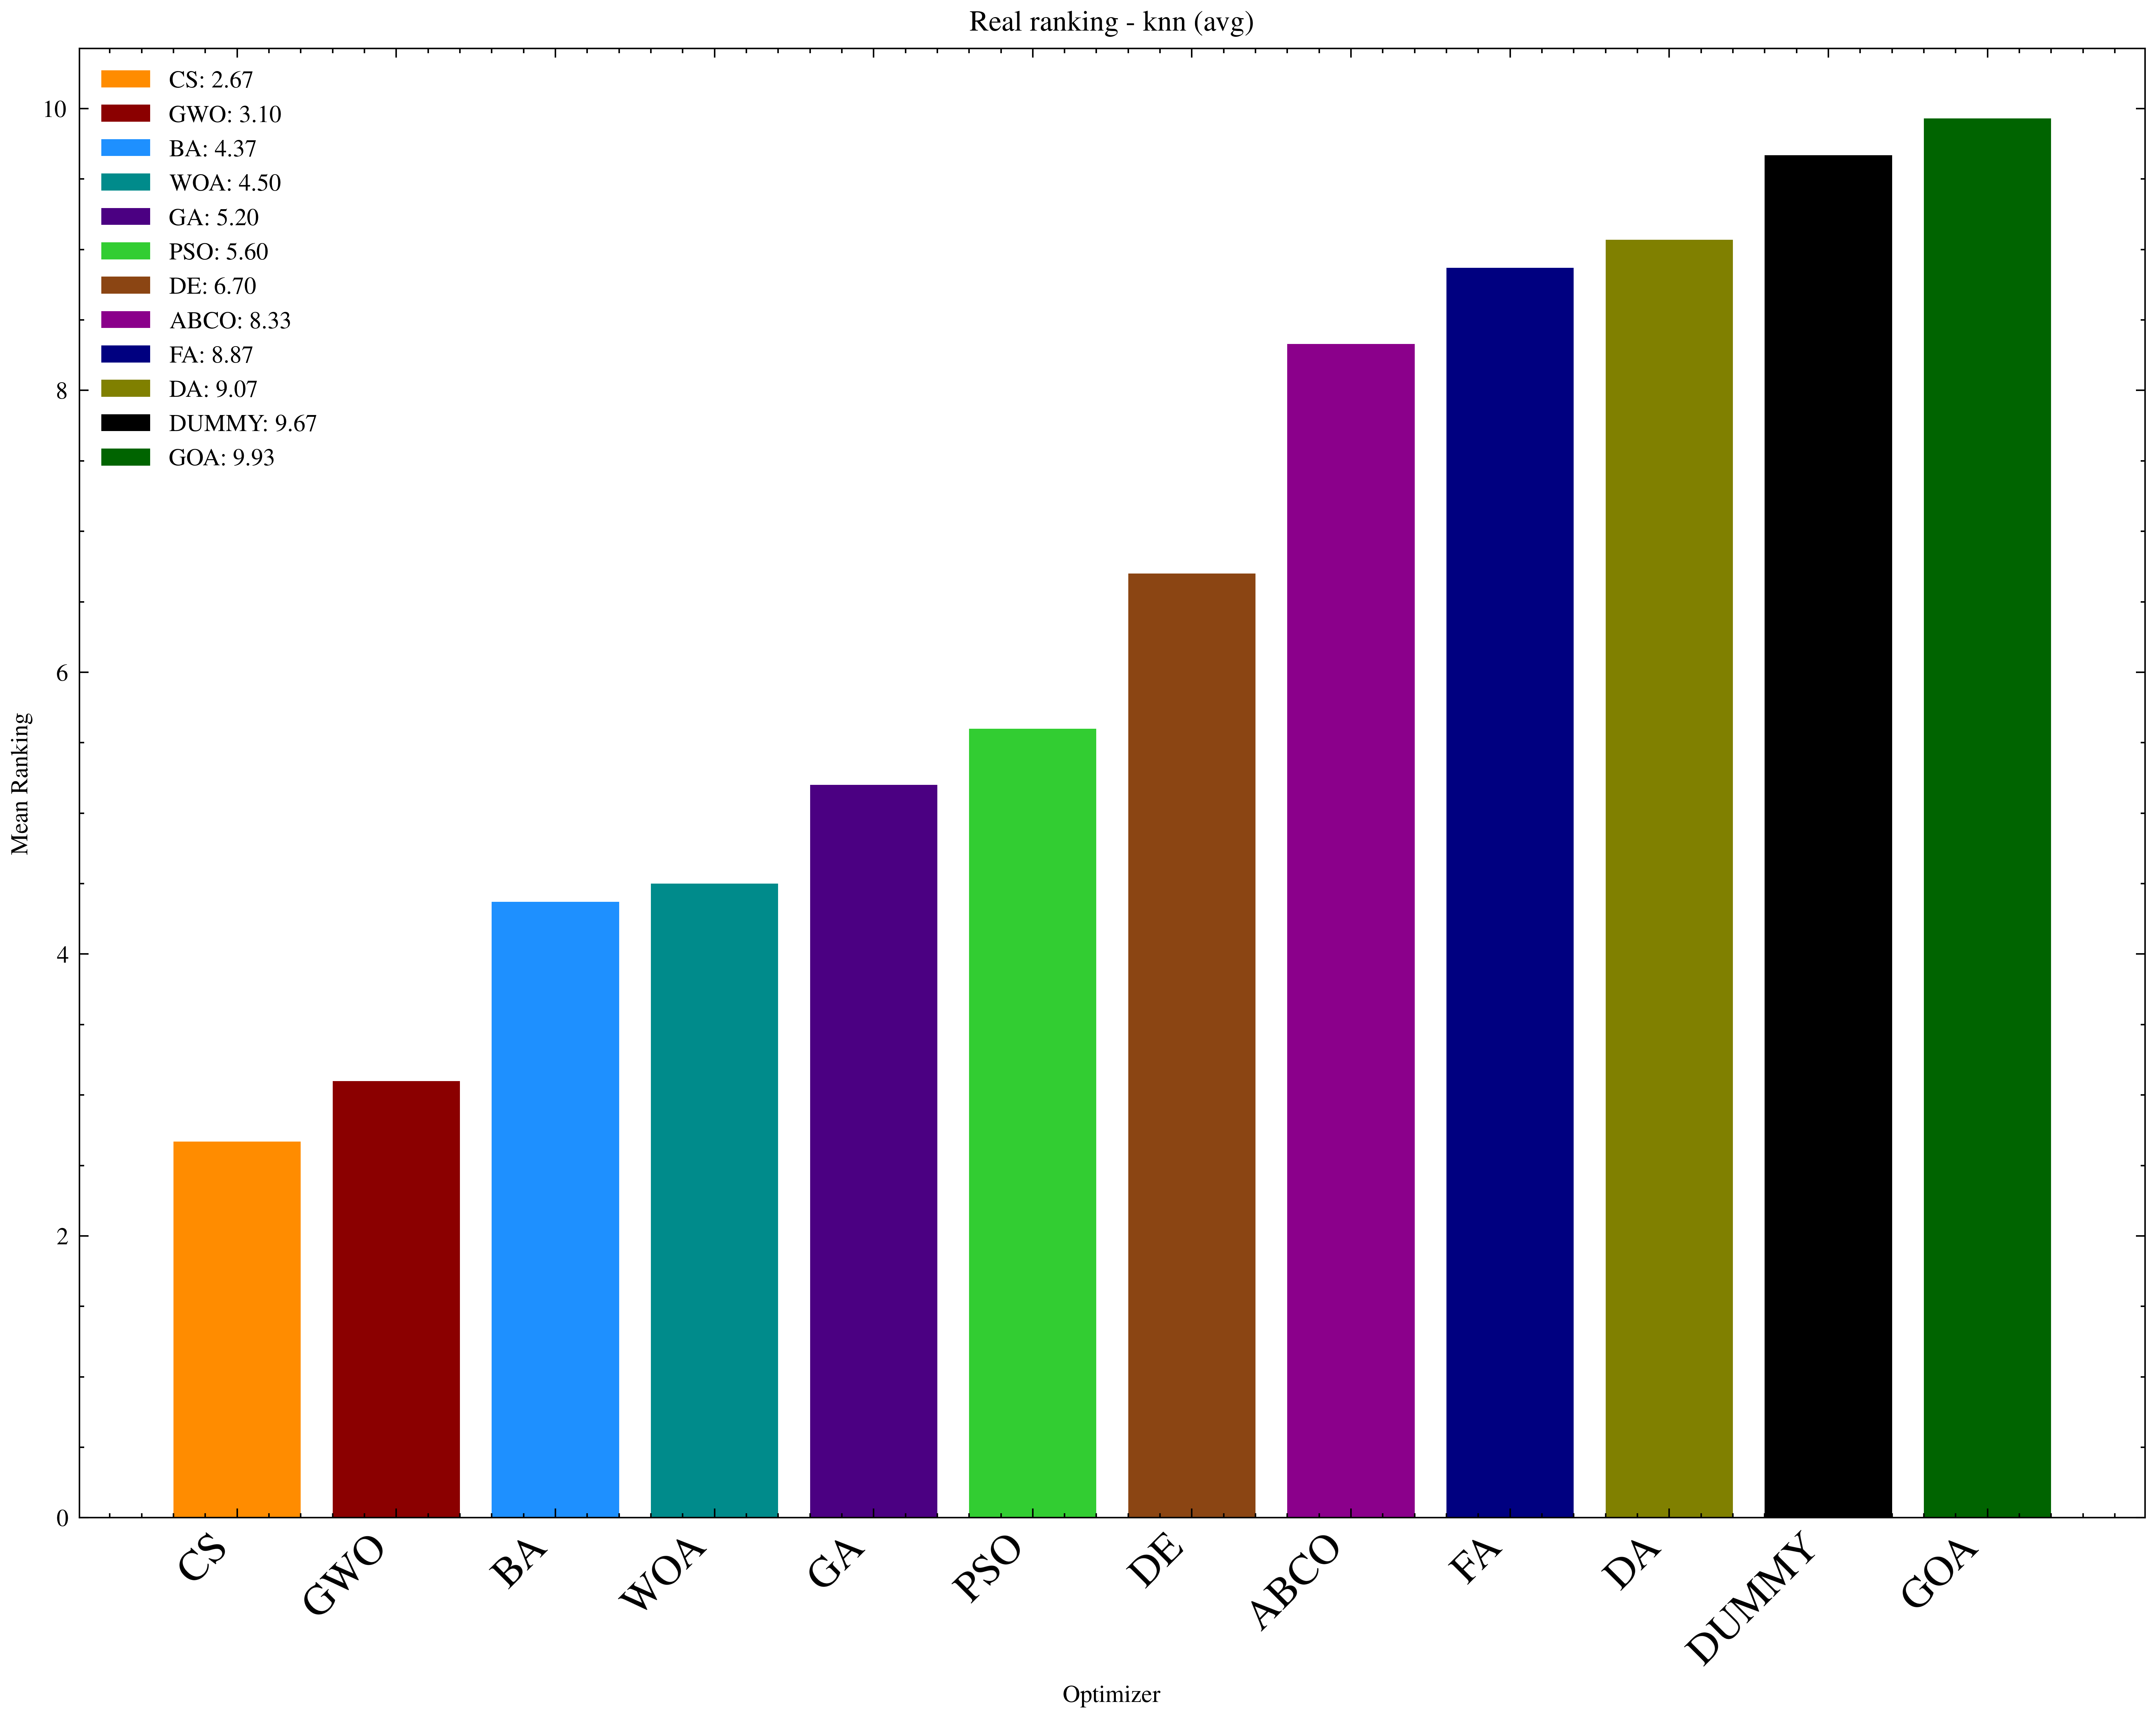 Real ranking - knn (avg)
CS: 2.67
GWO: 3.10
BA: 4.37
WOA: 4.50
GA: 5.20
PSO: 5.60
DE: 6.70
ABCO: 8.33
FA: 8.87
DA: 9.07
DUMMY: 9.67
GOA: 9.93
10
8
6
4
2
0
Mean Ranking
CS
GWO
BA
WOA
GA
PSO
DE
ABCO
FA
DA
DUMMY
GOA
Optimizer